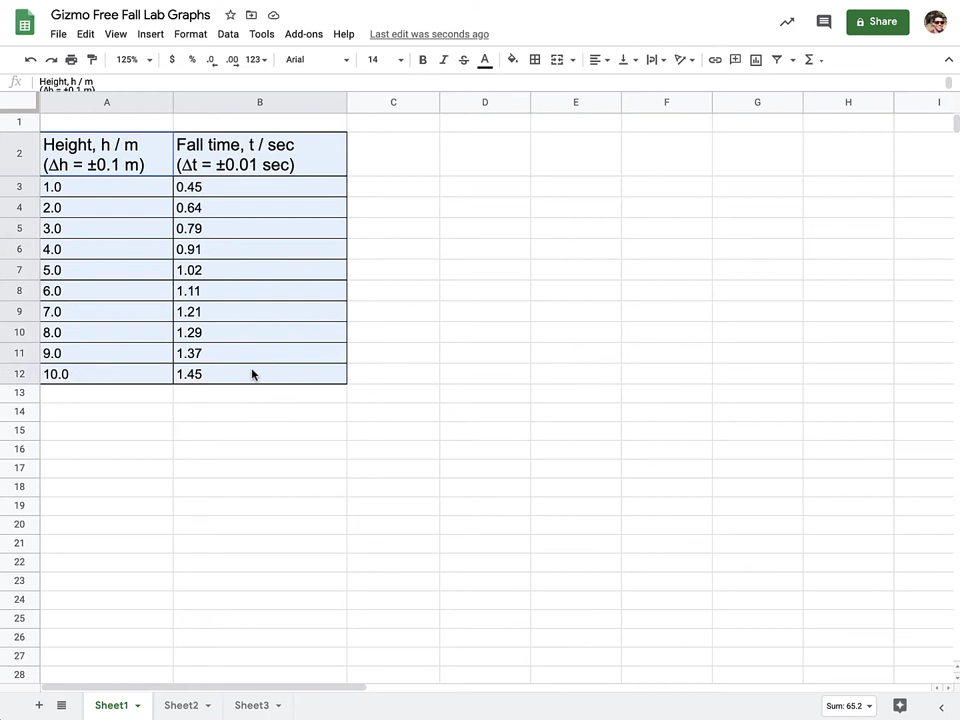 Gizmo Free Fall Lab Graphs
File Edit View Insert Format Data Tools Add-ons Help Last edit was seconds ago
Share
125% $ % .0 .00 123 Arial 14 B I S A
fx Height, h / m
(Δh = ±0.1 m)
A B C D E F G H I
1
2 Height, h / m Fall time, t / sec
(Δh = ±0.1 m) (Δt = ±0.01 sec)
3 1.0 0.45
4 2.0 0.64
5 3.0 0.79
6 4.0 0.91
7 5.0 1.02
8 6.0 1.11
9 7.0 1.21
10 8.0 1.29
11 9.0 1.37
12 10.0 1.45
13
14
15
16
17
18
19
20
21
22
23
24
25
26
27
28
+ Sheet1 Sheet2 Sheet3 Sum: 65.2